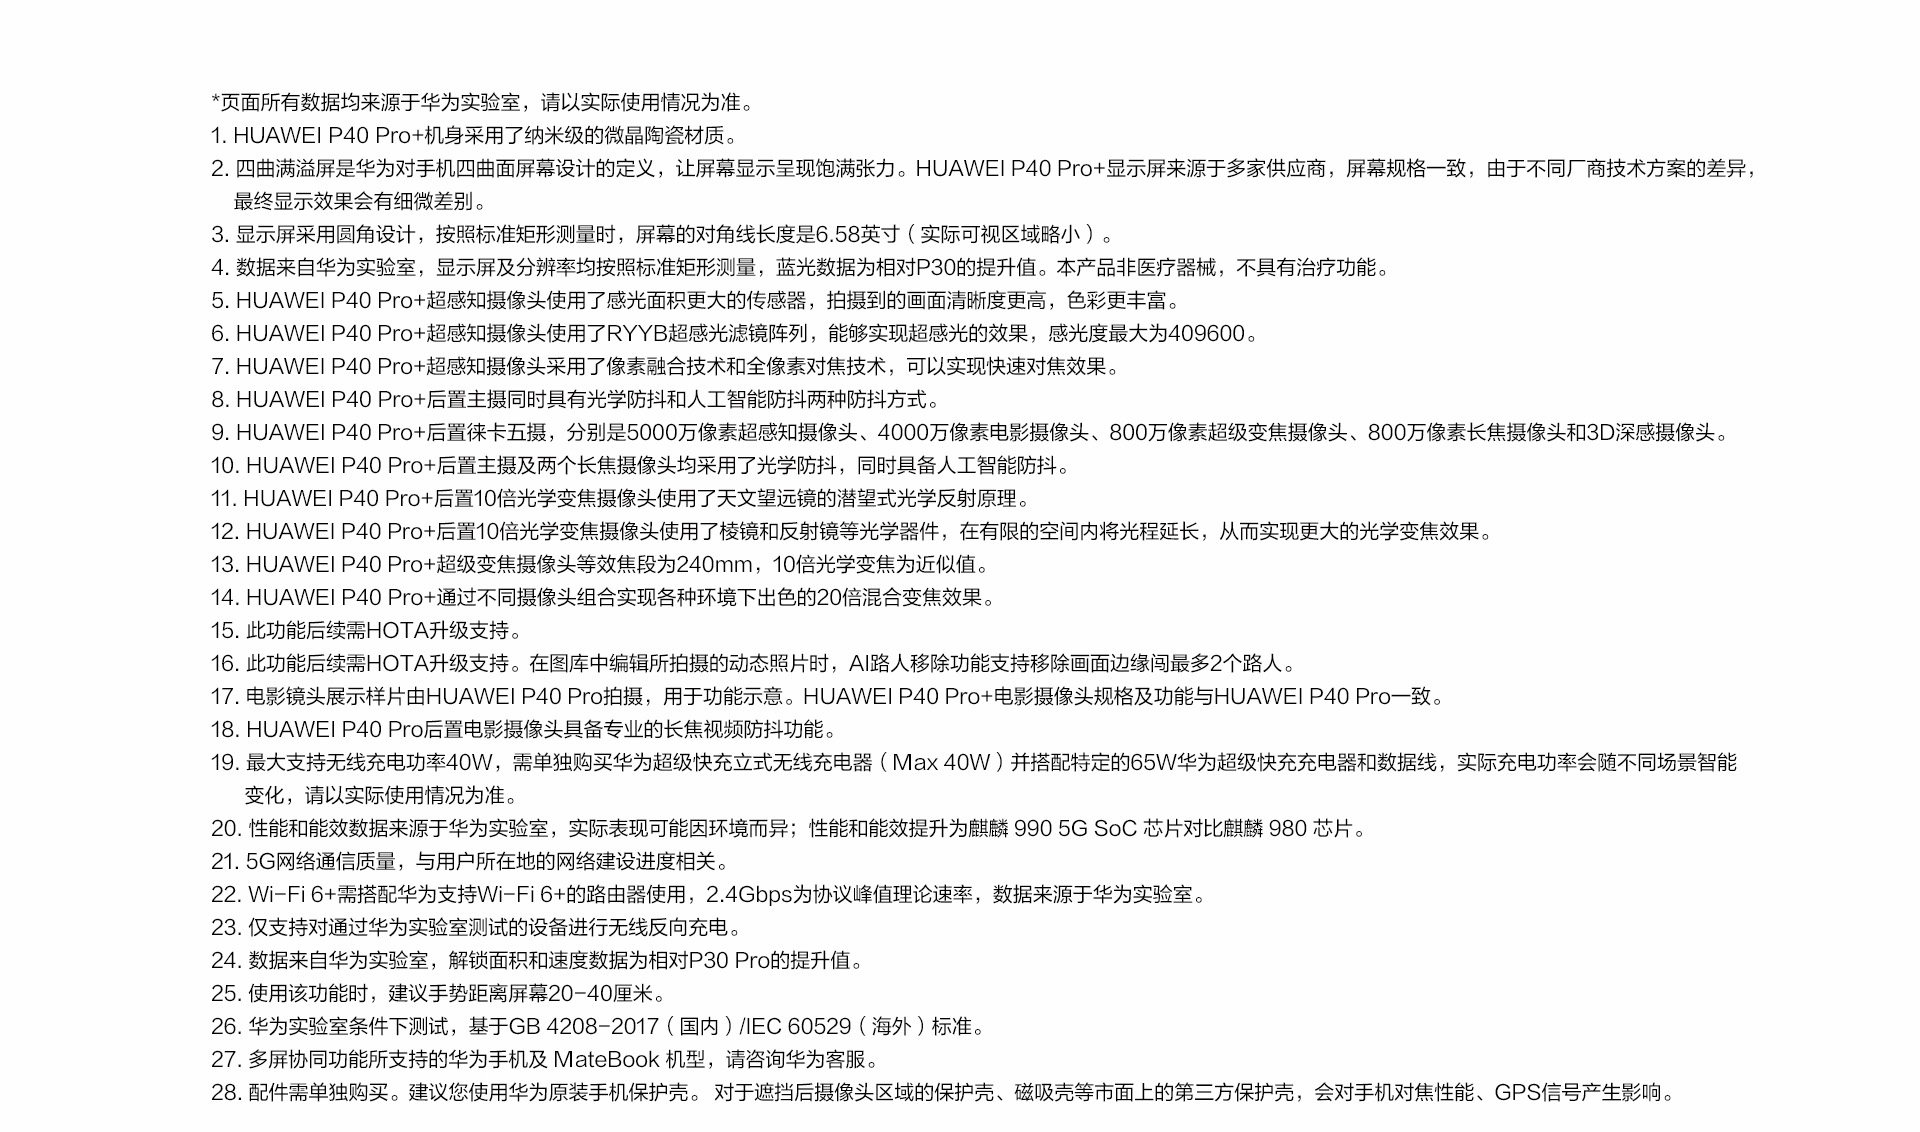 *页面所有数据均来源于华为实验室，请以实际使用情况为准。
1. HUAWEI P40 Pro+机身采用了纳米级的微晶陶瓷材质。
2. 四曲满溢屏是华为对手机四曲面屏幕设计的定义，让屏幕显示呈现饱满张力。HUAWEI P40 Pro+显示屏来源于多家供应商，屏幕规格一致，由于不同厂商技术方案的差异，
最终显示效果会有细微差别。
3. 显示屏采用圆角设计，按照标准矩形测量时，屏幕的对角线长度是6.58英寸（实际可视区域略小）。
4. 数据来自华为实验室，显示屏及分辨率均按照标准矩形测量，蓝光数据为相对P30的提升值。本产品非医疗器械，不具有治疗功能。
5. HUAWEI P40 Pro+超感知摄像头使用了感光面积更大的传感器，拍摄到的画面清晰度更高，色彩更丰富。
6. HUAWEI P40 Pro+超感知摄像头使用了RYYB超感光滤镜阵列，能够实现超感光的效果，感光度最大为409600。
7. HUAWEI P40 Pro+超感知摄像头采用了像素融合技术和全像素对焦技术，可以实现快速对焦效果。
8. HUAWEI P40 Pro+后置主摄同时具有光学防抖和人工智能防抖两种防抖方式。
9. HUAWEI P40 Pro+后置徕卡五摄，分别是5000万像素超感知摄像头、4000万像素电影摄像头、800万像素超级变焦摄像头、800万像素长焦摄像头和3D深感摄像头。
10. HUAWEI P40 Pro+后置主摄及两个长焦摄像头均采用了光学防抖，同时具备人工智能防抖。
11. HUAWEI P40 Pro+后置10倍光学变焦摄像头使用了天文望远镜的潜望式光学反射原理。
12. HUAWEI P40 Pro+后置10倍光学变焦摄像头使用了棱镜和反射镜等光学器件，在有限的空间内将光程延长，从而实现更大的光学变焦效果。
13. HUAWEI P40 Pro+超级变焦摄像头等效焦段为240mm，10倍光学变焦为近似值。
14. HUAWEI P40 Pro+通过不同摄像头组合实现各种环境下出色的20倍混合变焦效果。
15. 此功能后续需HOTA升级支持。
16. 此功能后续需HOTA升级支持。在图库中编辑所拍摄的动态照片时，AI路人移除功能支持移除画面边缘闯最多2个路人。
17. 电影镜头展示样片由HUAWEI P40 Pro拍摄，用于功能示意。HUAWEI P40 Pro+电影摄像头规格及功能与HUAWEI P40 Pro一致。
18. HUAWEI P40 Pro后置电影摄像头具备专业的长焦视频防抖功能。
19. 最大支持无线充电功率40W，需单独购买华为超级快充立式无线充电器（Max 40W）并搭配特定的65W华为超级快充充电器和数据线，实际充电功率会随不同场景智能
变化，请以实际使用情况为准。
20. 性能和能效数据来源于华为实验室，实际表现可能因环境而异；性能和能效提升为麒麟 990 5G SoC 芯片对比麒麟 980 芯片。
21. 5G网络通信质量，与用户所在地的网络建设进度相关。
22. Wi-Fi 6+需搭配华为支持Wi-Fi 6+的路由器使用，2.4Gbps为协议峰值理论速率，数据来源于华为实验室。
23. 仅支持对通过华为实验室测试的设备进行无线反向充电。
24. 数据来自华为实验室，解锁面积和速度数据为相对P30 Pro的提升值。
25. 使用该功能时，建议手势距离屏幕20-40厘米。
26. 华为实验室条件下测试，基于GB 4208-2017（国内）/IEC 60529（海外）标准。
27. 多屏协同功能所支持的华为手机及 MateBook 机型，请咨询华为客服。
28. 配件需单独购买。建议您使用华为原装手机保护壳。 对于遮挡后摄像头区域的保护壳、磁吸壳等市面上的第三方保护壳，会对手机对焦性能、GPS信号产生影响。